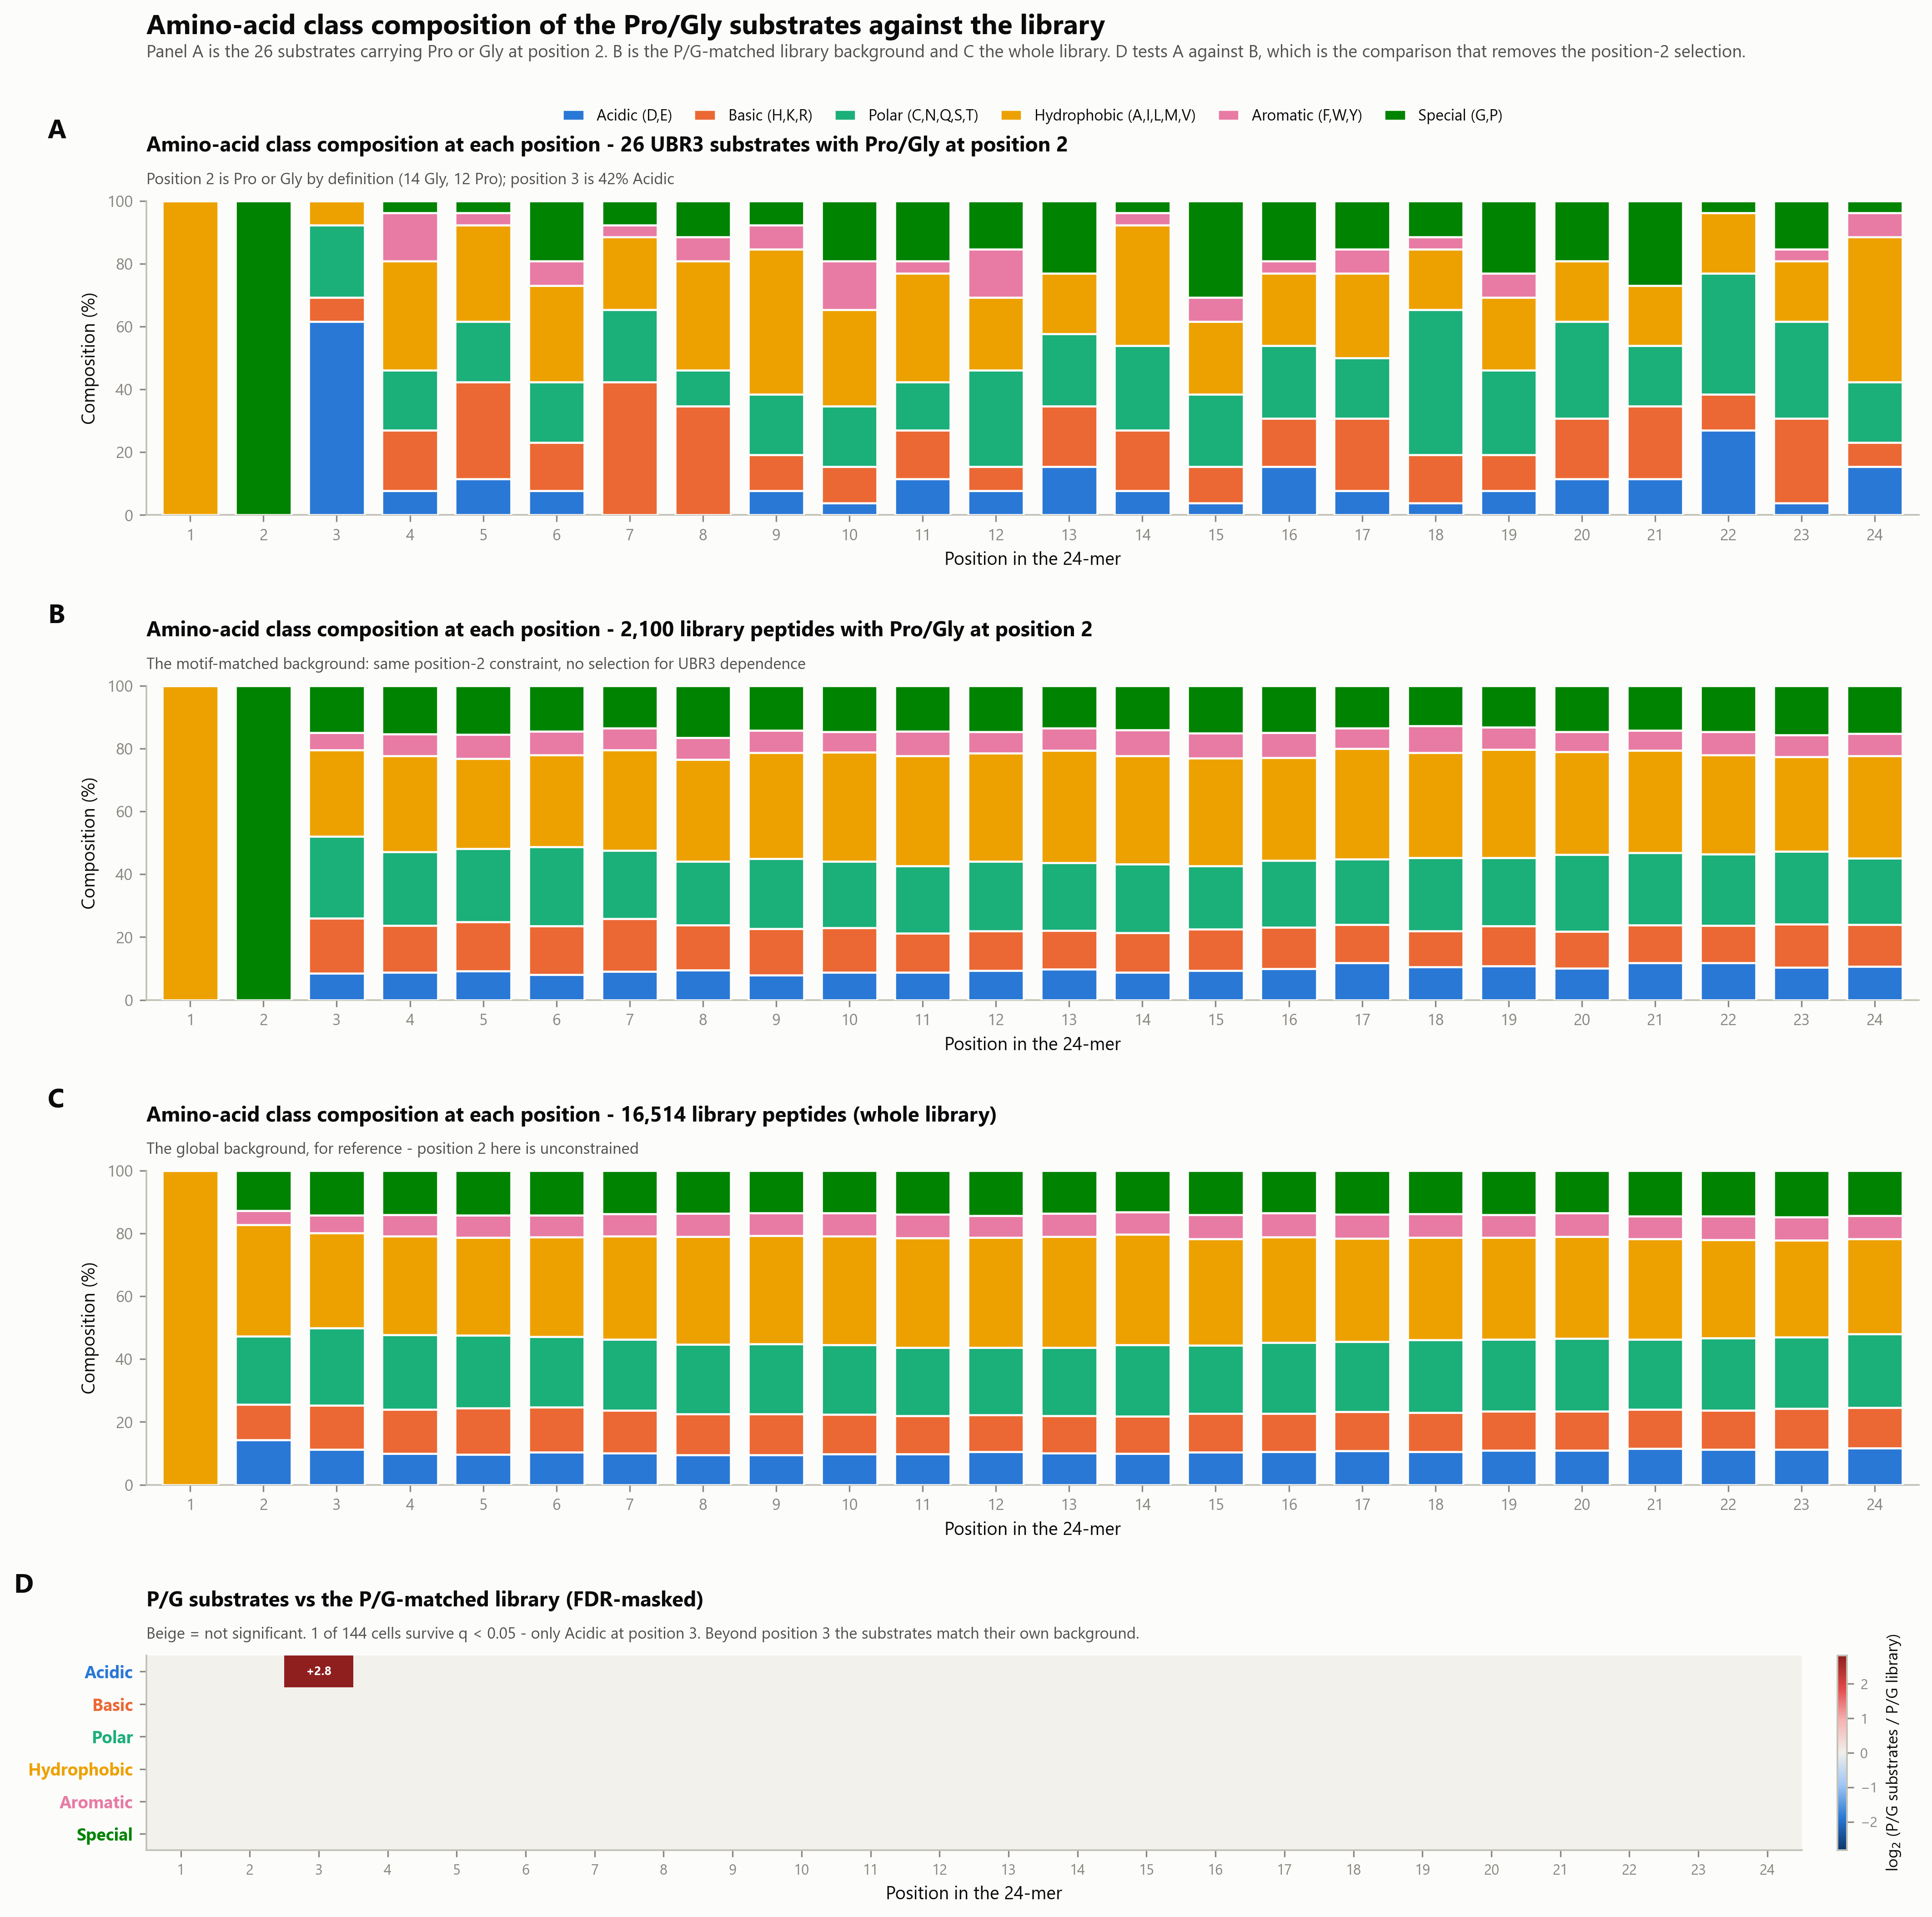 Amino-acid class composition of the Pro/Gly substrates against the library
Panel A is the 26 substrates carrying Pro or Gly at position 2. B is the P/G-matched library background and C the whole library. D tests A against B, which is the comparison that removes the position-2 selection.
Acidic (D,E) Basic (H,K,R) Polar (C,N,Q,S,T) Hydrophobic (A,I,L,M,V) Aromatic (F,W,Y) Special (G,P)
A
Amino-acid class composition at each position - 26 UBR3 substrates with Pro/Gly at position 2
Position 2 is Pro or Gly by definition (14 Gly, 12 Pro); position 3 is 42% Acidic
Composition (%)
100
80
60
40
20
0
1 2 3 4 5 6 7 8 9 10 11 12 13 14 15 16 17 18 19 20 21 22 23 24
Position in the 24-mer
B
Amino-acid class composition at each position - 2,100 library peptides with Pro/Gly at position 2
The motif-matched background: same position-2 constraint, no selection for UBR3 dependence
Composition (%)
100
80
60
40
20
0
1 2 3 4 5 6 7 8 9 10 11 12 13 14 15 16 17 18 19 20 21 22 23 24
Position in the 24-mer
C
Amino-acid class composition at each position - 16,514 library peptides (whole library)
The global background, for reference - position 2 here is unconstrained
Composition (%)
100
80
60
40
20
0
1 2 3 4 5 6 7 8 9 10 11 12 13 14 15 16 17 18 19 20 21 22 23 24
Position in the 24-mer
D
P/G substrates vs the P/G-matched library (FDR-masked)
Beige = not significant. 1 of 144 cells survive q < 0.05 - only Acidic at position 3. Beyond position 3 the substrates match their own background.
Acidic
Basic
Polar
Hydrophobic
Aromatic
Special
+2.8
1 2 3 4 5 6 7 8 9 10 11 12 13 14 15 16 17 18 19 20 21 22 23 24
Position in the 24-mer
2
1
0
−1
−2
log₂ (P/G substrates / P/G library)